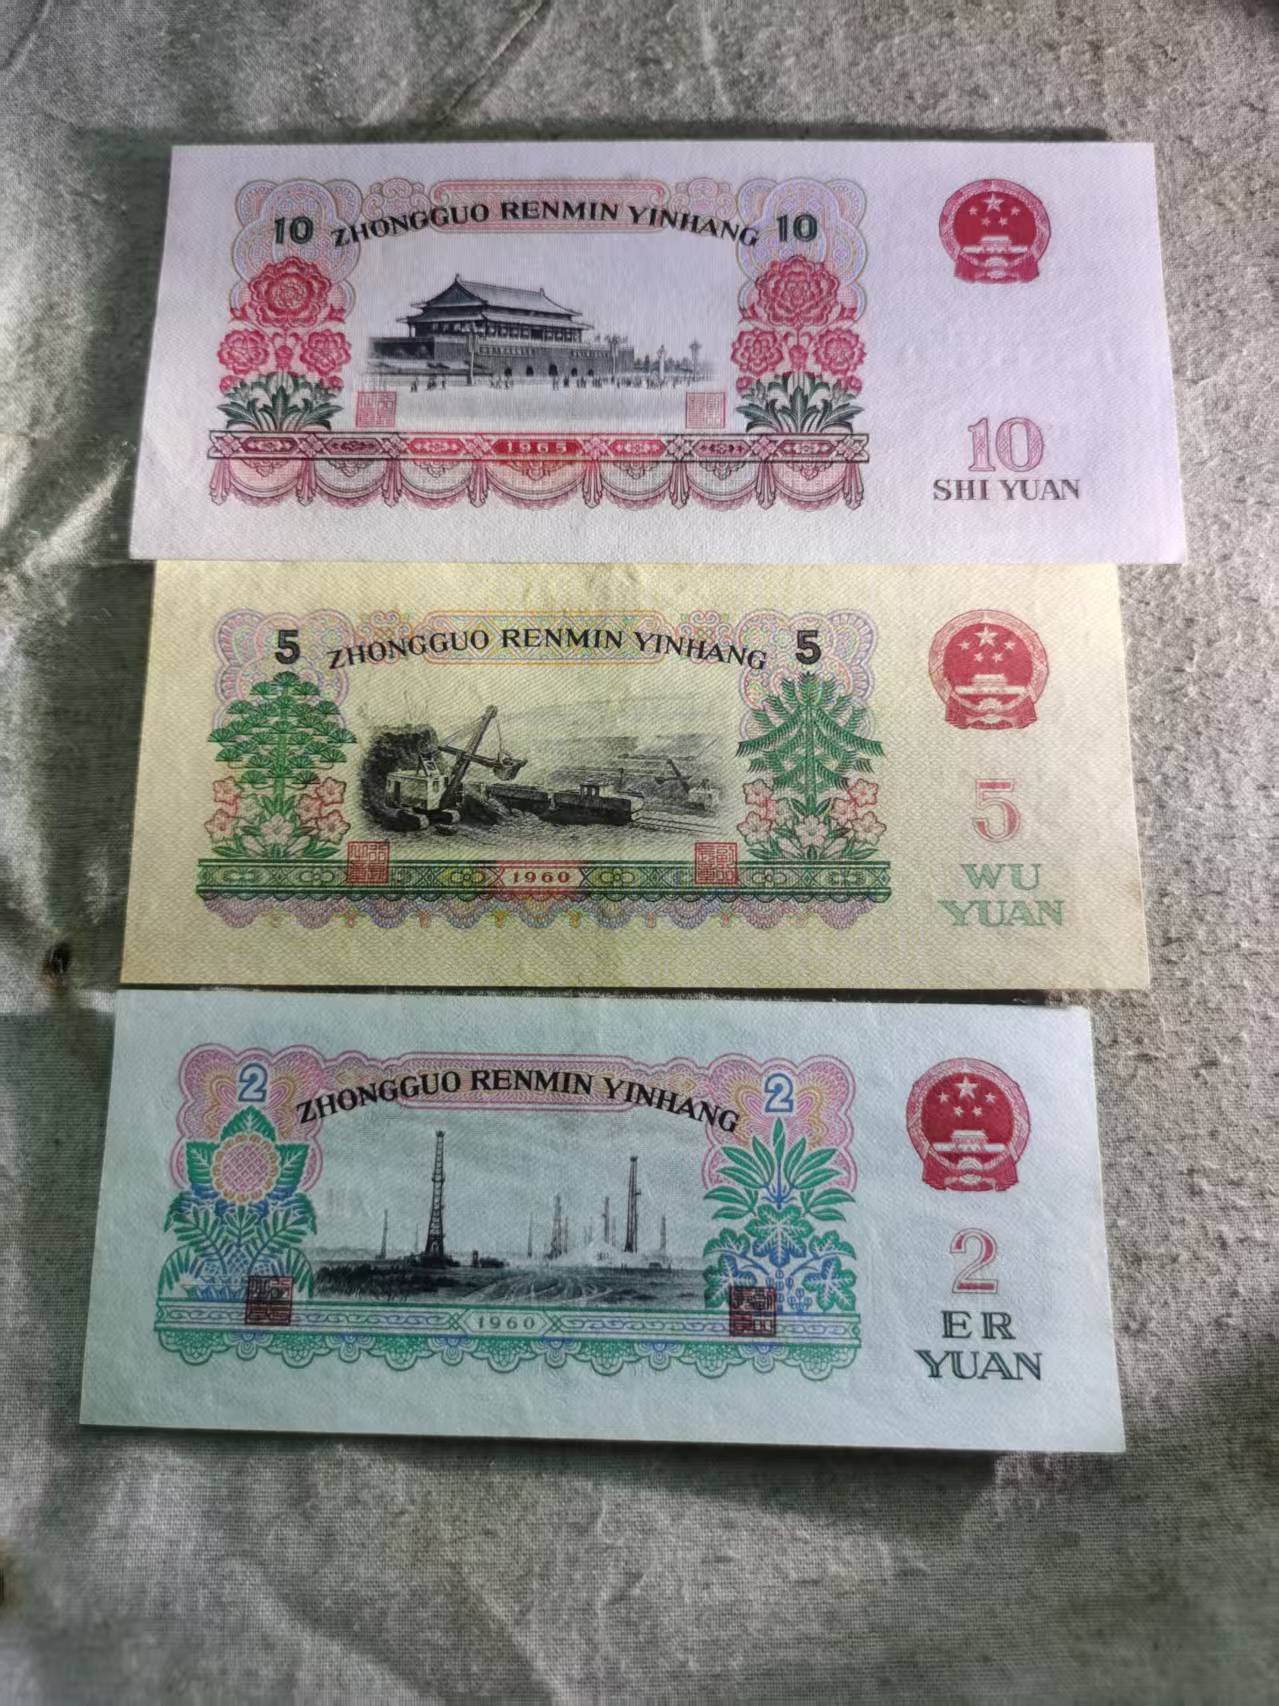 10 ZHONGGUO RENMIN YINHANG 10
1965
10
SHI YUAN
5 ZHONGGUO RENMIN YINHANG 5
1960
5
WU
YUAN
2 ZHONGGUO RENMIN YINHANG 2
1960
2
ER
YUAN